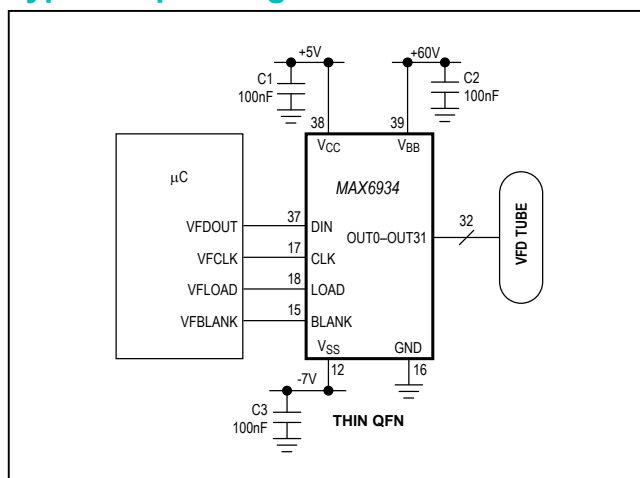 +5V
+60V
C1
100nF
C2
100nF
38
39
VCC
VBB
μC
MAX6934
VFDOUT
37
DIN
OUT0–OUT31
32
VFD TUBE
VFCLK
17
CLK
VFLOAD
18
LOAD
VFBLANK
15
BLANK
VSS
GND
12
16
-7V
C3
100nF
THIN QFN